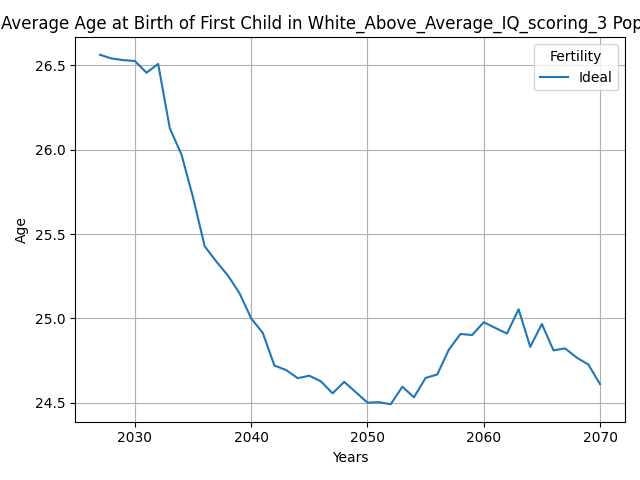 Average Age at Birth of First Child in White_Above_Average_IQ_scoring_3 Pop
Fertility
Ideal
Age
26.5
26.0
25.5
25.0
24.5
2030 2040 2050 2060 2070
Years